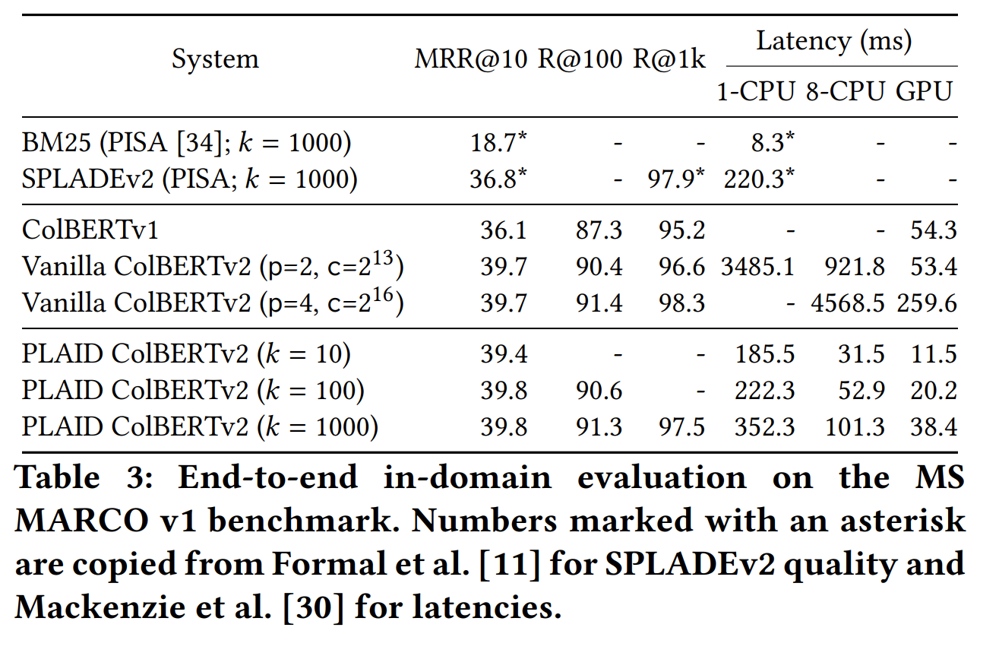 System MRR@10 R@100 R@1k Latency (ms)
1-CPU 8-CPU GPU
BM25 (PISA [34]; k = 1000) 18.7* - - 8.3* - -
SPLADEv2 (PISA; k = 1000) 36.8* - 97.9* 220.3* - -
ColBERTv1 36.1 87.3 95.2 - - 54.3
Vanilla ColBERTv2 (p=2, c=2¹³) 39.7 90.4 96.6 3485.1 921.8 53.4
Vanilla ColBERTv2 (p=4, c=2¹⁶) 39.7 91.4 98.3 - 4568.5 259.6
PLAID ColBERTv2 (k = 10) 39.4 - - 185.5 31.5 11.5
PLAID ColBERTv2 (k = 100) 39.8 90.6 - 222.3 52.9 20.2
PLAID ColBERTv2 (k = 1000) 39.8 91.3 97.5 352.3 101.3 38.4
Table 3: End-to-end in-domain evaluation on the MS
MARCO v1 benchmark. Numbers marked with an asterisk
are copied from Formal et al. [11] for SPLADEv2 quality and
Mackenzie et al. [30] for latencies.